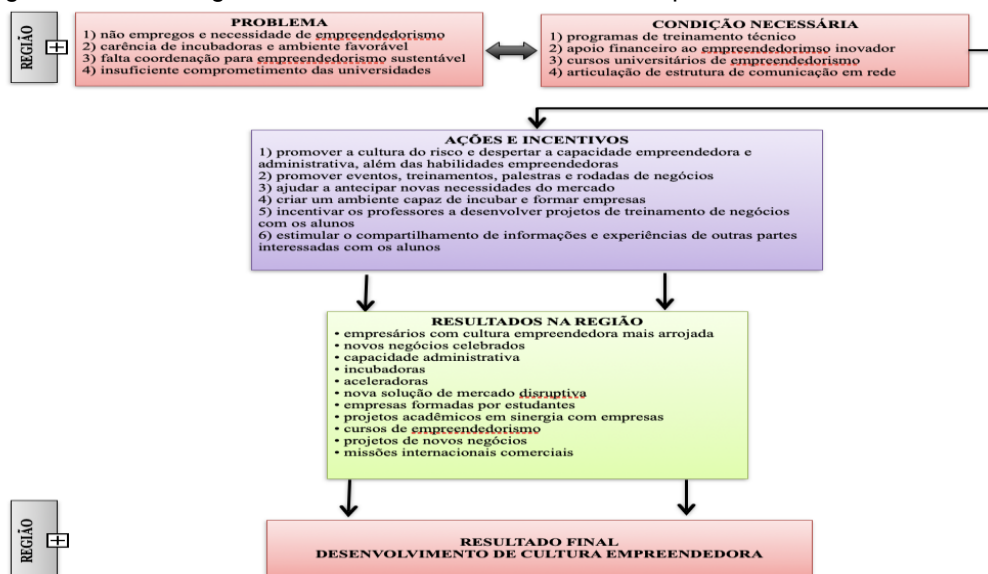 REGIÃO
PROBLEMA
1) não empregos e necessidade de empreendedorismo
2) carência de incubadoras e ambiente favorável
3) falta coordenação para empreendedorismo sustentável
4) insuficiente comprometimento das universidades
CONDIÇÃO NECESSÁRIA
1) programas de treinamento técnico
2) apoio financeiro ao empreendedorimso inovador
3) cursos universitários de empreendedorismo
4) articulação de estrutura de comunicação em rede
AÇÕES E INCENTIVOS
1) promover a cultura do risco e despertar a capacidade empreendedora e
administrativa, além das habilidades empreendedoras
2) promover eventos, treinamentos, palestras e rodadas de negócios
3) ajudar a antecipar novas necessidades do mercado
4) criar um ambiente capaz de incubar e formar empresas
5) incentivar os professores a desenvolver projetos de treinamento de negócios
com os alunos
6) estimular o compartilhamento de informações e experiências de outras partes
interessadas com os alunos
RESULTADOS NA REGIÃO
• empresários com cultura empreendedora mais arrojada
• novos negócios celebrados
• capacidade administrativa
• incubadoras
• aceleradoras
• nova solução de mercado disruptiva
• empresas formadas por estudantes
• projetos acadêmicos em sinergia com empresas
• cursos de empreendedorismo
• projetos de novos negócios
• missões internacionais comerciais
REGIÃO
RESULTADO FINAL
DESENVOLVIMENTO DE CULTURA EMPREENDEDORA